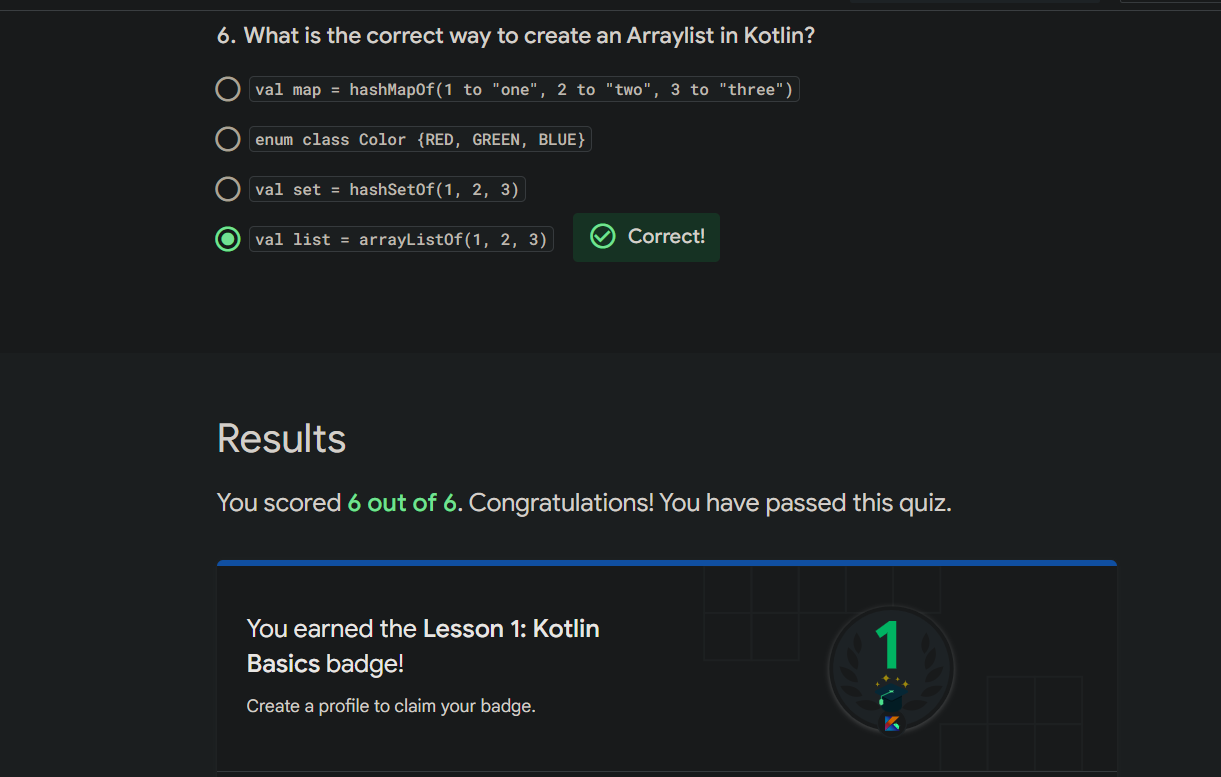 6. What is the correct way to create an Arraylist in Kotlin?
val map = hashMapOf(1 to "one", 2 to "two", 3 to "three")
enum class Color {RED, GREEN, BLUE}
val set = hashSetOf(1, 2, 3)
val list = arrayListOf(1, 2, 3) Correct!
Results
You scored 6 out of 6. Congratulations! You have passed this quiz.
You earned the Lesson 1: Kotlin
Basics badge!
Create a profile to claim your badge.
1